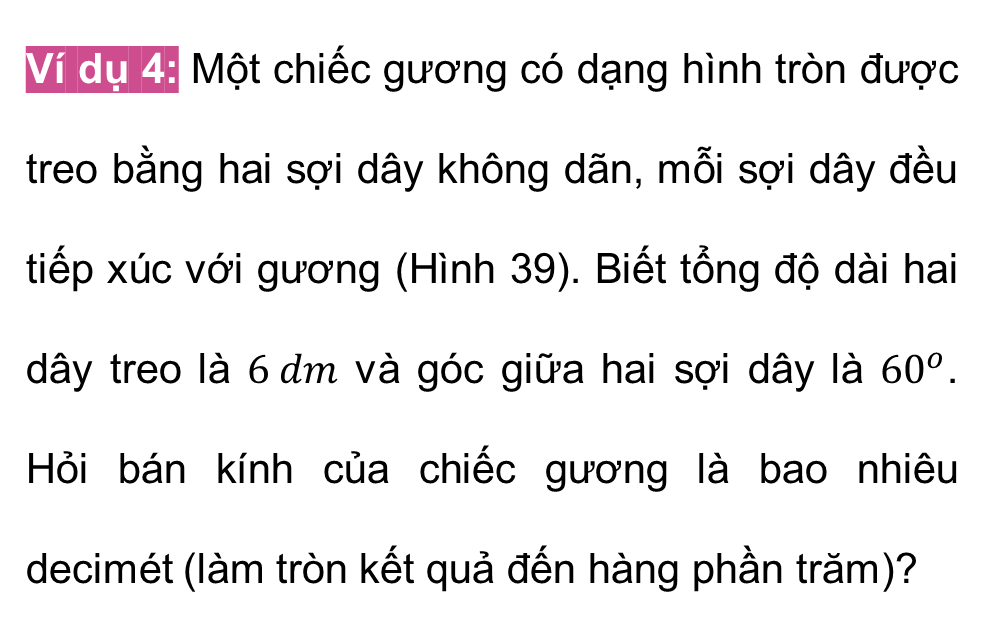 Ví dụ 4: Một chiếc gương có dạng hình tròn được
treo bằng hai sợi dây không dãn, mỗi sợi dây đều
tiếp xúc với gương (Hình 39). Biết tổng độ dài hai
dây treo là 6 dm và góc giữa hai sợi dây là 60ᵒ.
Hỏi bán kính của chiếc gương là bao nhiêu
decimét (làm tròn kết quả đến hàng phần trăm)?